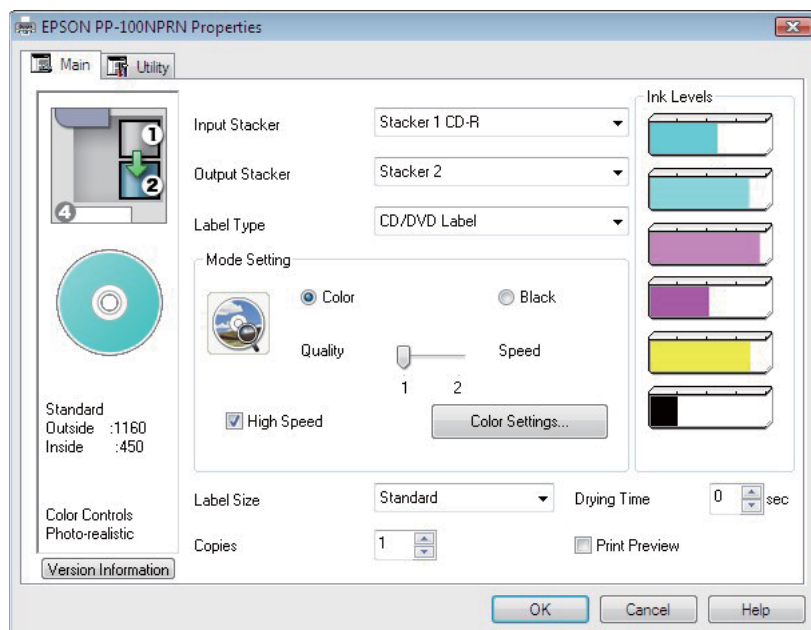 EPSON PP-100NPRN Properties
Main
Utility
1
2
4
Standard
Outside :1160
Inside :450
Color Controls
Photo-realistic
Version Information
Input Stacker
Stacker 1 CD-R
Output Stacker
Stacker 2
Label Type
CD/DVD Label
Mode Setting
Color
Black
Quality
Speed
1 2
High Speed
Color Settings...
Label Size
Standard
Drying Time
0
sec
Copies
1
Print Preview
Ink Levels
OK
Cancel
Help